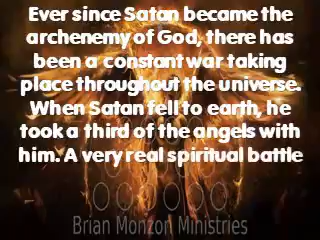 Ever since Satan became the
archenemy of God, there has
been a constant war taking
place throughout the universe.
When Satan fell to earth, he
took a third of the angels with
him. A very real spiritual battle
Brian Monzon Ministries